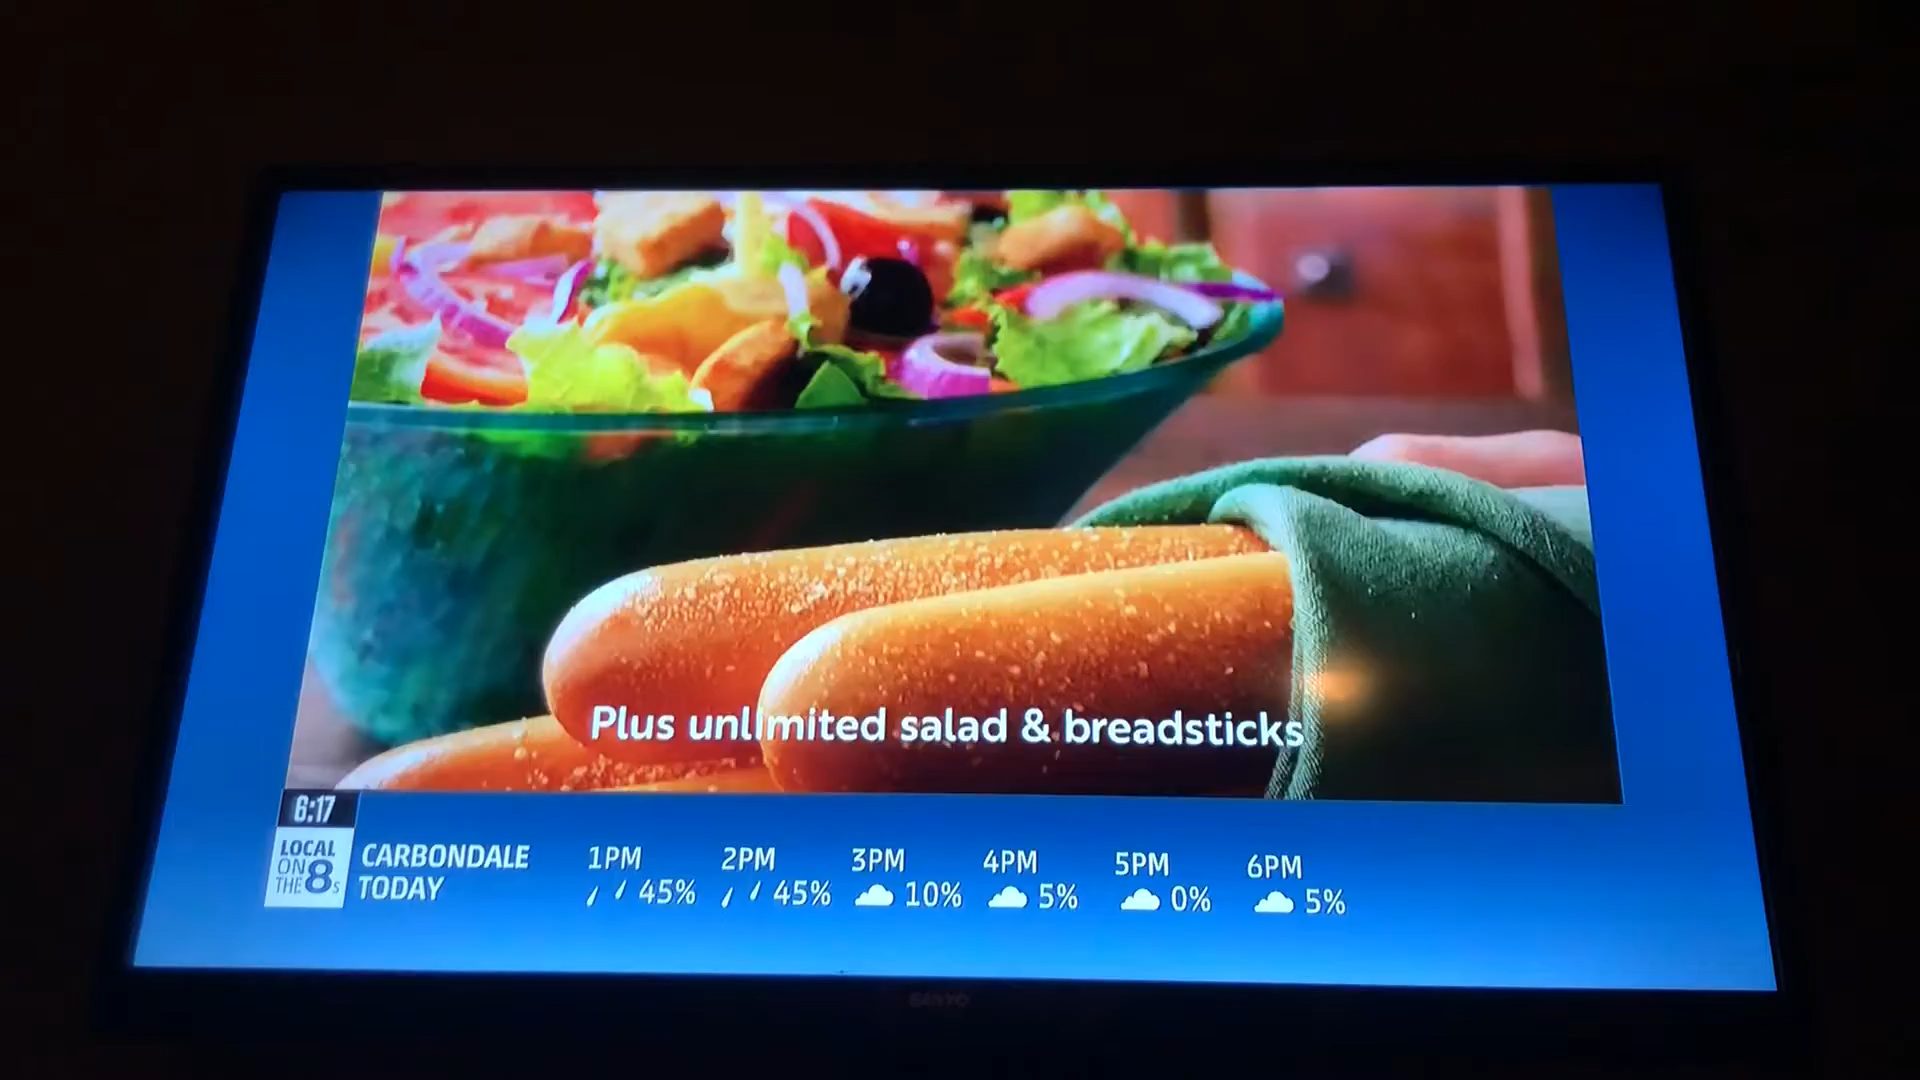 Plus unlimited salad & breadsticks
6:17
LOCAL
ON
THE 8s
CARBONDALE
TODAY
1PM 2PM 3PM 4PM 5PM 6PM
45% 45% 10% 5% 0% 5%
SANYO